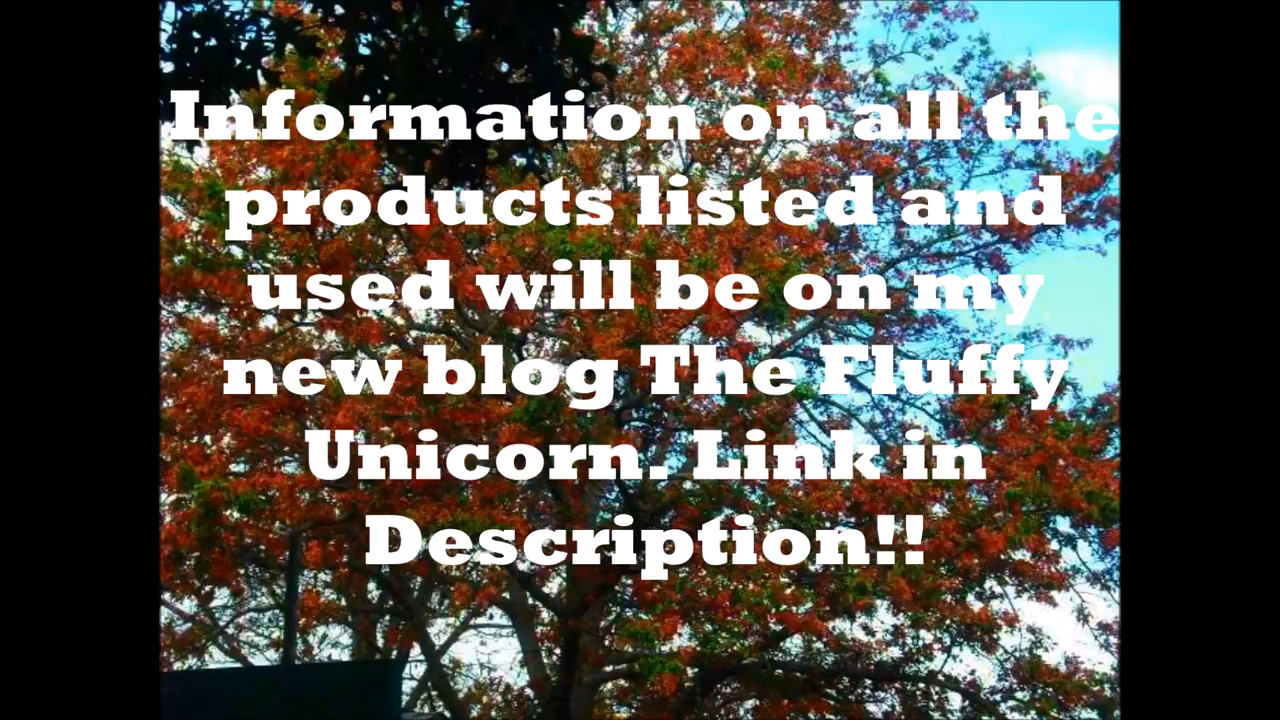 Information on all the
products listed and
used will be on my
new blog The Fluffy
Unicorn. Link in
Description!!